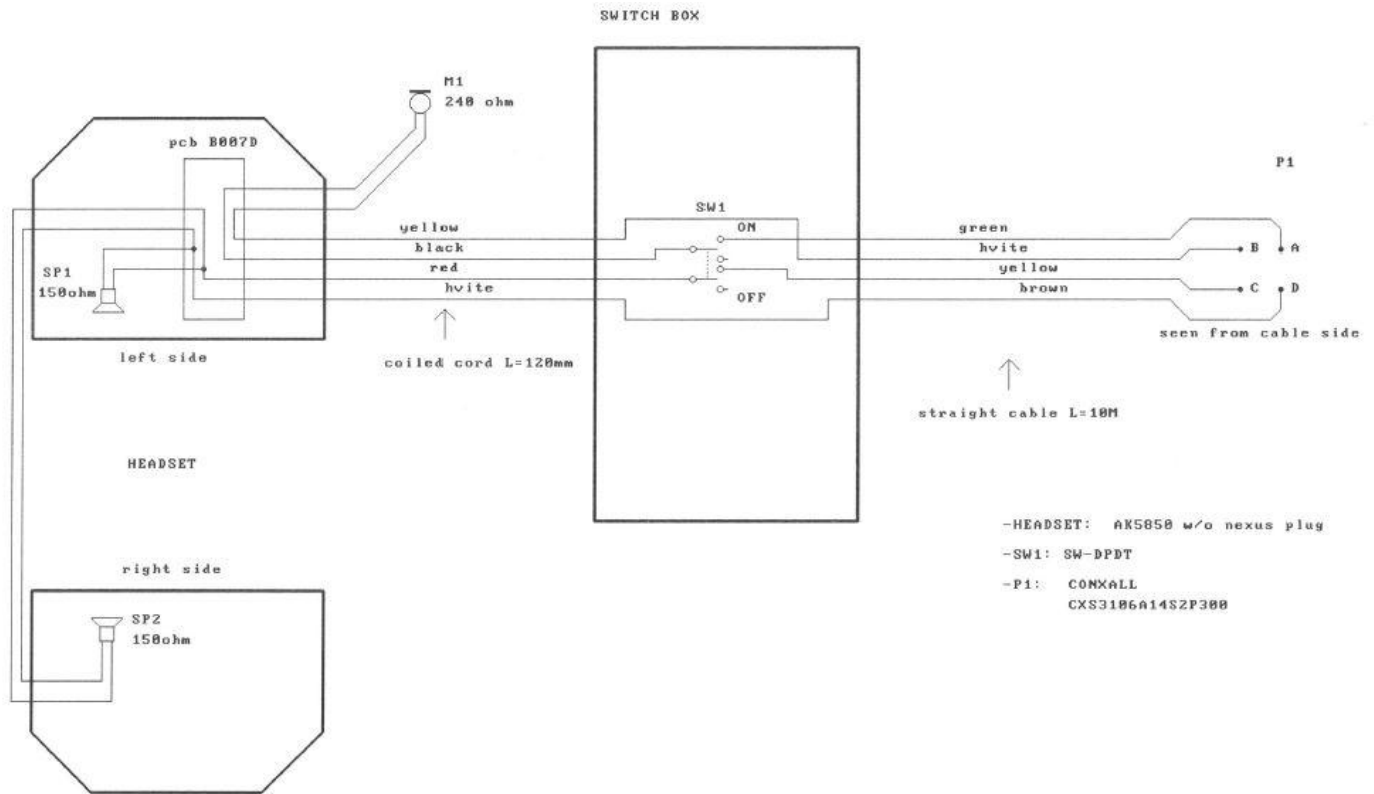 SWITCH BOX
M1
240 ohm
pcb B007D
P1
SW1
yellow
ON
green
black
hvite
B
A
red
yellow
SP1
150ohm
hvite
OFF
brown
C
D
left side
seen from cable side
coiled cord L=120mm
straight cable L=10M
HEADSET
-HEADSET: AK5850 w/o nexus plug
-SW1: SW-DPDT
right side
-P1: CONXALL
CXS3106A14S2P300
SP2
150ohm